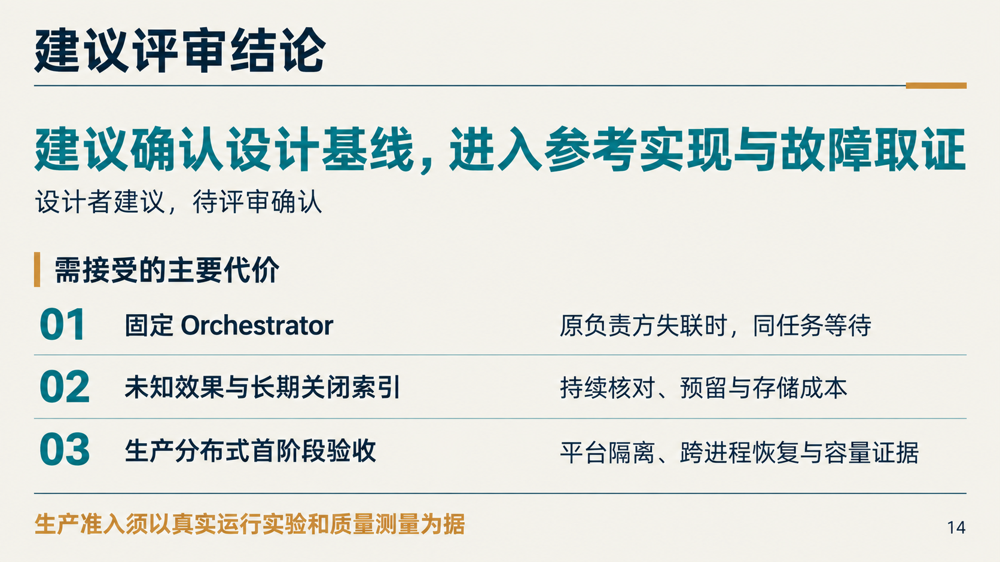 建议评审结论
建议确认设计基线，进入参考实现与故障取证
设计者建议，待评审确认
需接受的主要代价
01 固定 Orchestrator 原负责方失联时，同任务等待
02 未知效果与长期关闭索引 持续核对、预留与存储成本
03 生产分布式首阶段验收 平台隔离、跨进程恢复与容量证据
生产准入须以真实运行实验和质量测量为据
14